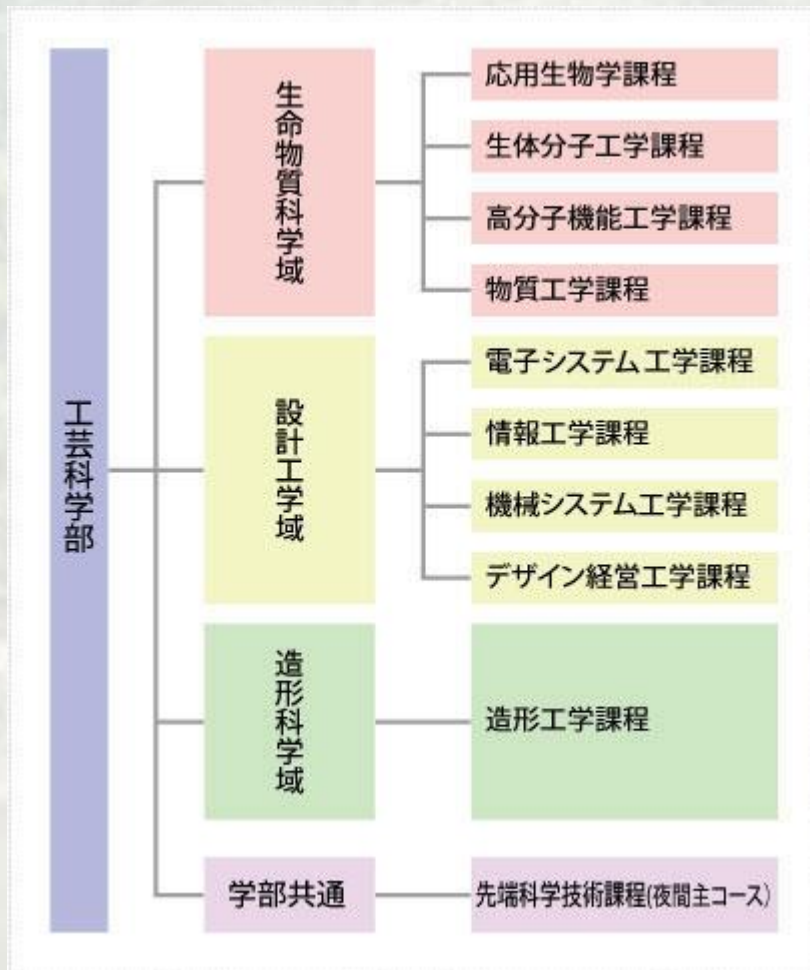 工芸科学部
生命物質科学域
応用生物学課程
生体分子工学課程
高分子機能工学課程
物質工学課程
設計工学域
電子システム工学課程
情報工学課程
機械システム工学課程
デザイン経営工学課程
造形科学域
造形工学課程
学部共通
先端科学技術課程(夜間主コース)